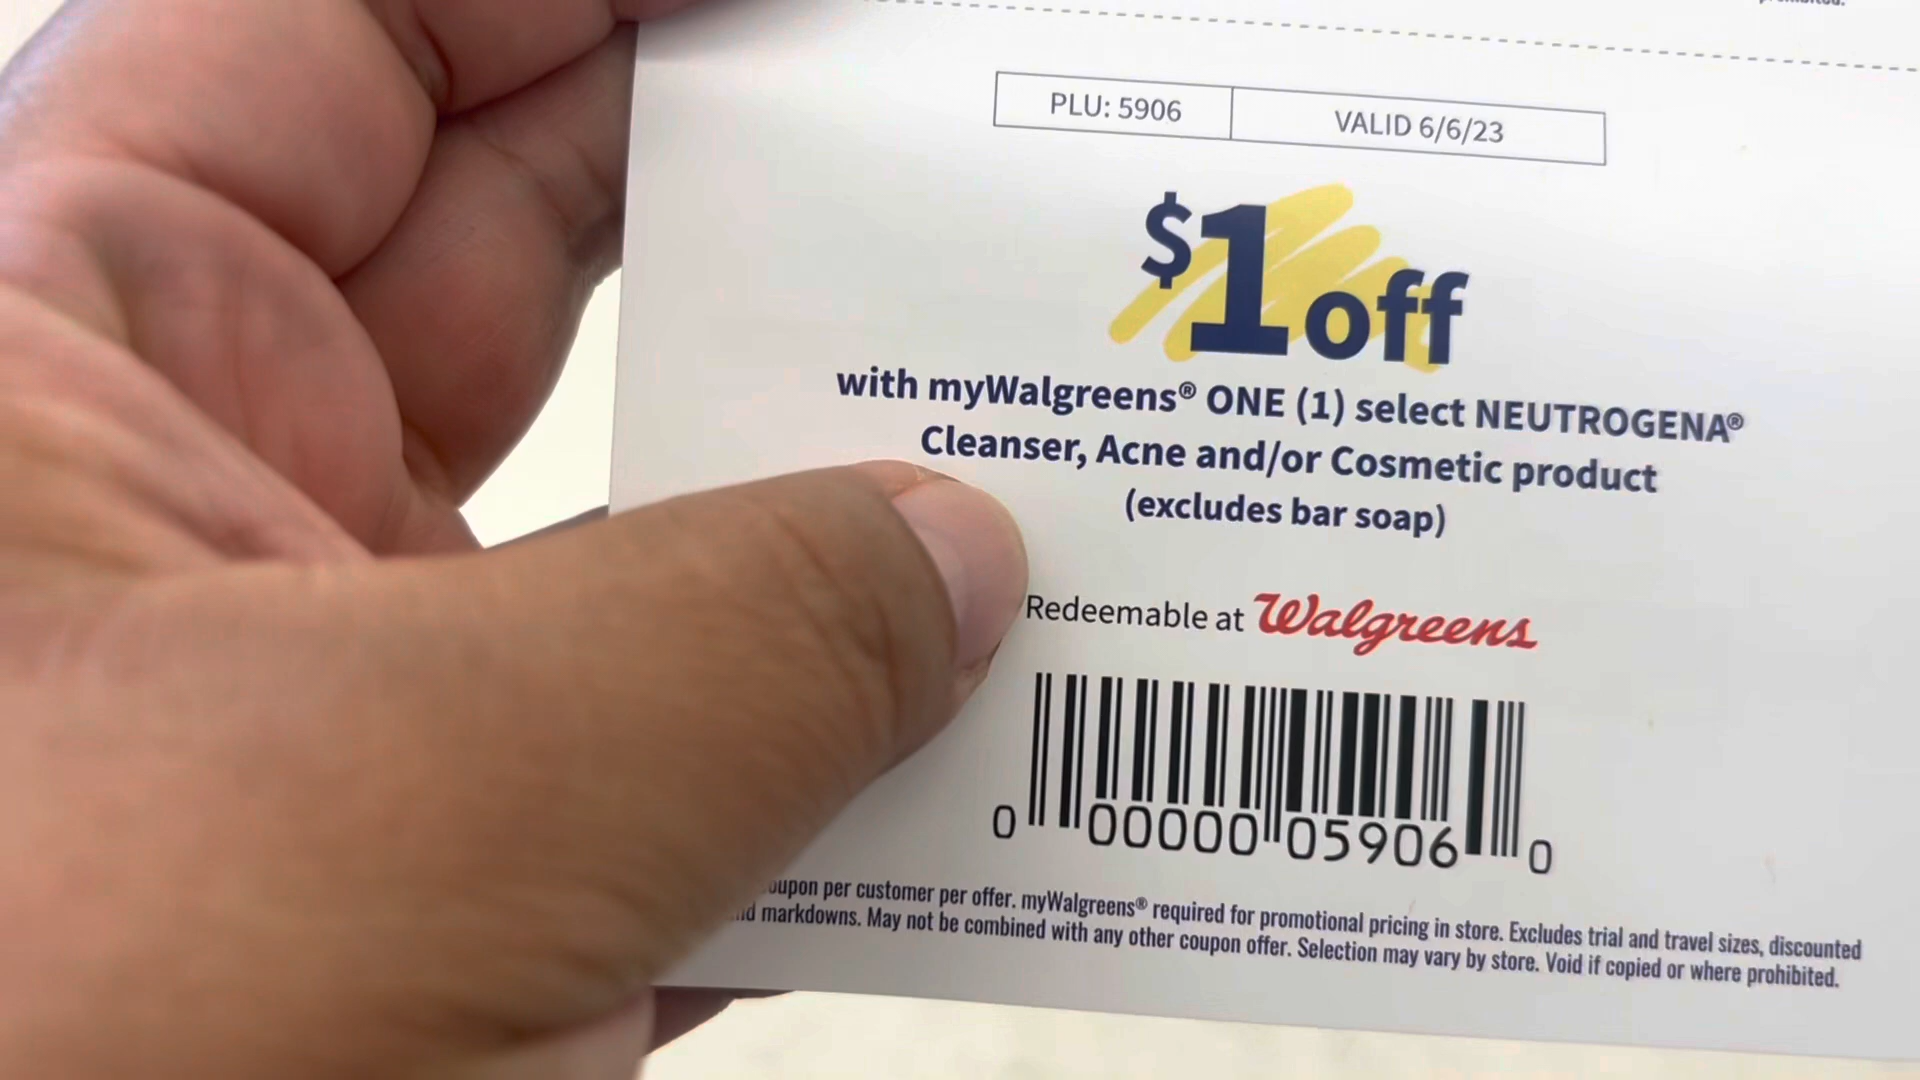 PLU: 5906 VALID 6/6/23
$1 off
with myWalgreens® ONE (1) select NEUTROGENA®
Cleanser, Acne and/or Cosmetic product
(excludes bar soap)
Redeemable at Walgreens
0 00000 05906 0
per customer per offer. myWalgreens® required for promotional pricing in store. Excludes trial and travel sizes, discounted
markdowns. May not be combined with any other coupon offer. Selection may vary by store. Void if copied or where prohibited.